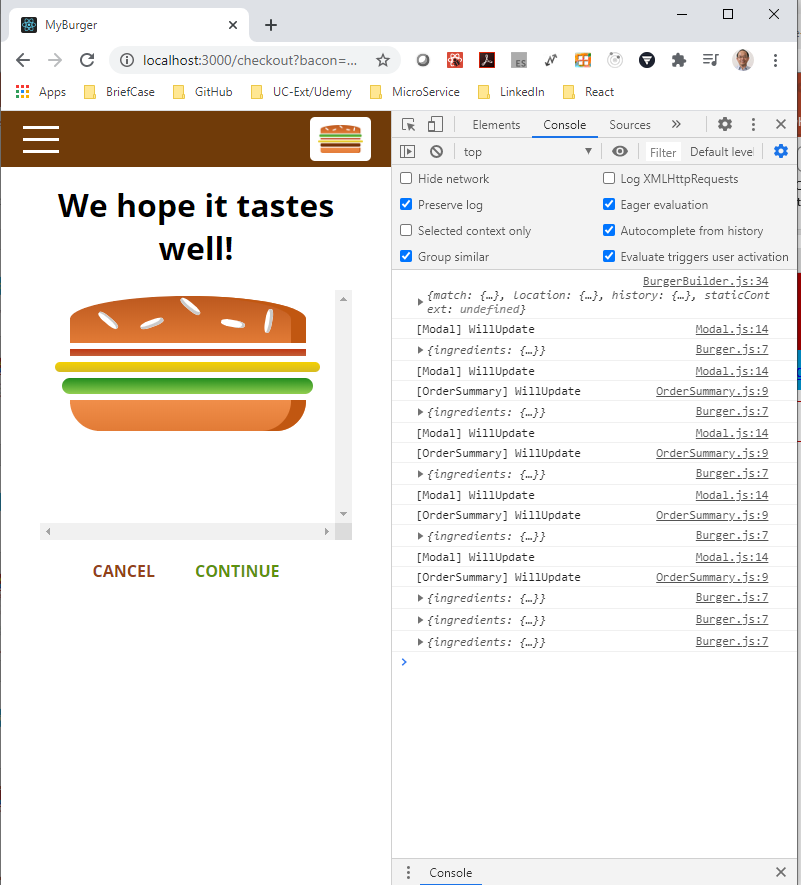 MyBurger
localhost:3000/checkout?bacon=...
ES
Apps BriefCase GitHub UC-Ext/Udemy MicroService LinkedIn React
We hope it tastes
well!
CANCEL CONTINUE
Elements Console Sources »
top Filter Default level
Hide network Log XMLHttpRequests
Preserve log Eager evaluation
Selected context only Autocomplete from history
Group similar Evaluate triggers user activation
BurgerBuilder.js:34
{match: {…}, location: {…}, history: {…}, staticCont
ext: undefined}
[Modal] WillUpdate Modal.js:14
{ingredients: {…}} Burger.js:7
[Modal] WillUpdate Modal.js:14
[OrderSummary] WillUpdate OrderSummary.js:9
{ingredients: {…}} Burger.js:7
[Modal] WillUpdate Modal.js:14
[OrderSummary] WillUpdate OrderSummary.js:9
{ingredients: {…}} Burger.js:7
[Modal] WillUpdate Modal.js:14
[OrderSummary] WillUpdate OrderSummary.js:9
{ingredients: {…}} Burger.js:7
[Modal] WillUpdate Modal.js:14
[OrderSummary] WillUpdate OrderSummary.js:9
{ingredients: {…}} Burger.js:7
{ingredients: {…}} Burger.js:7
{ingredients: {…}} Burger.js:7
Console